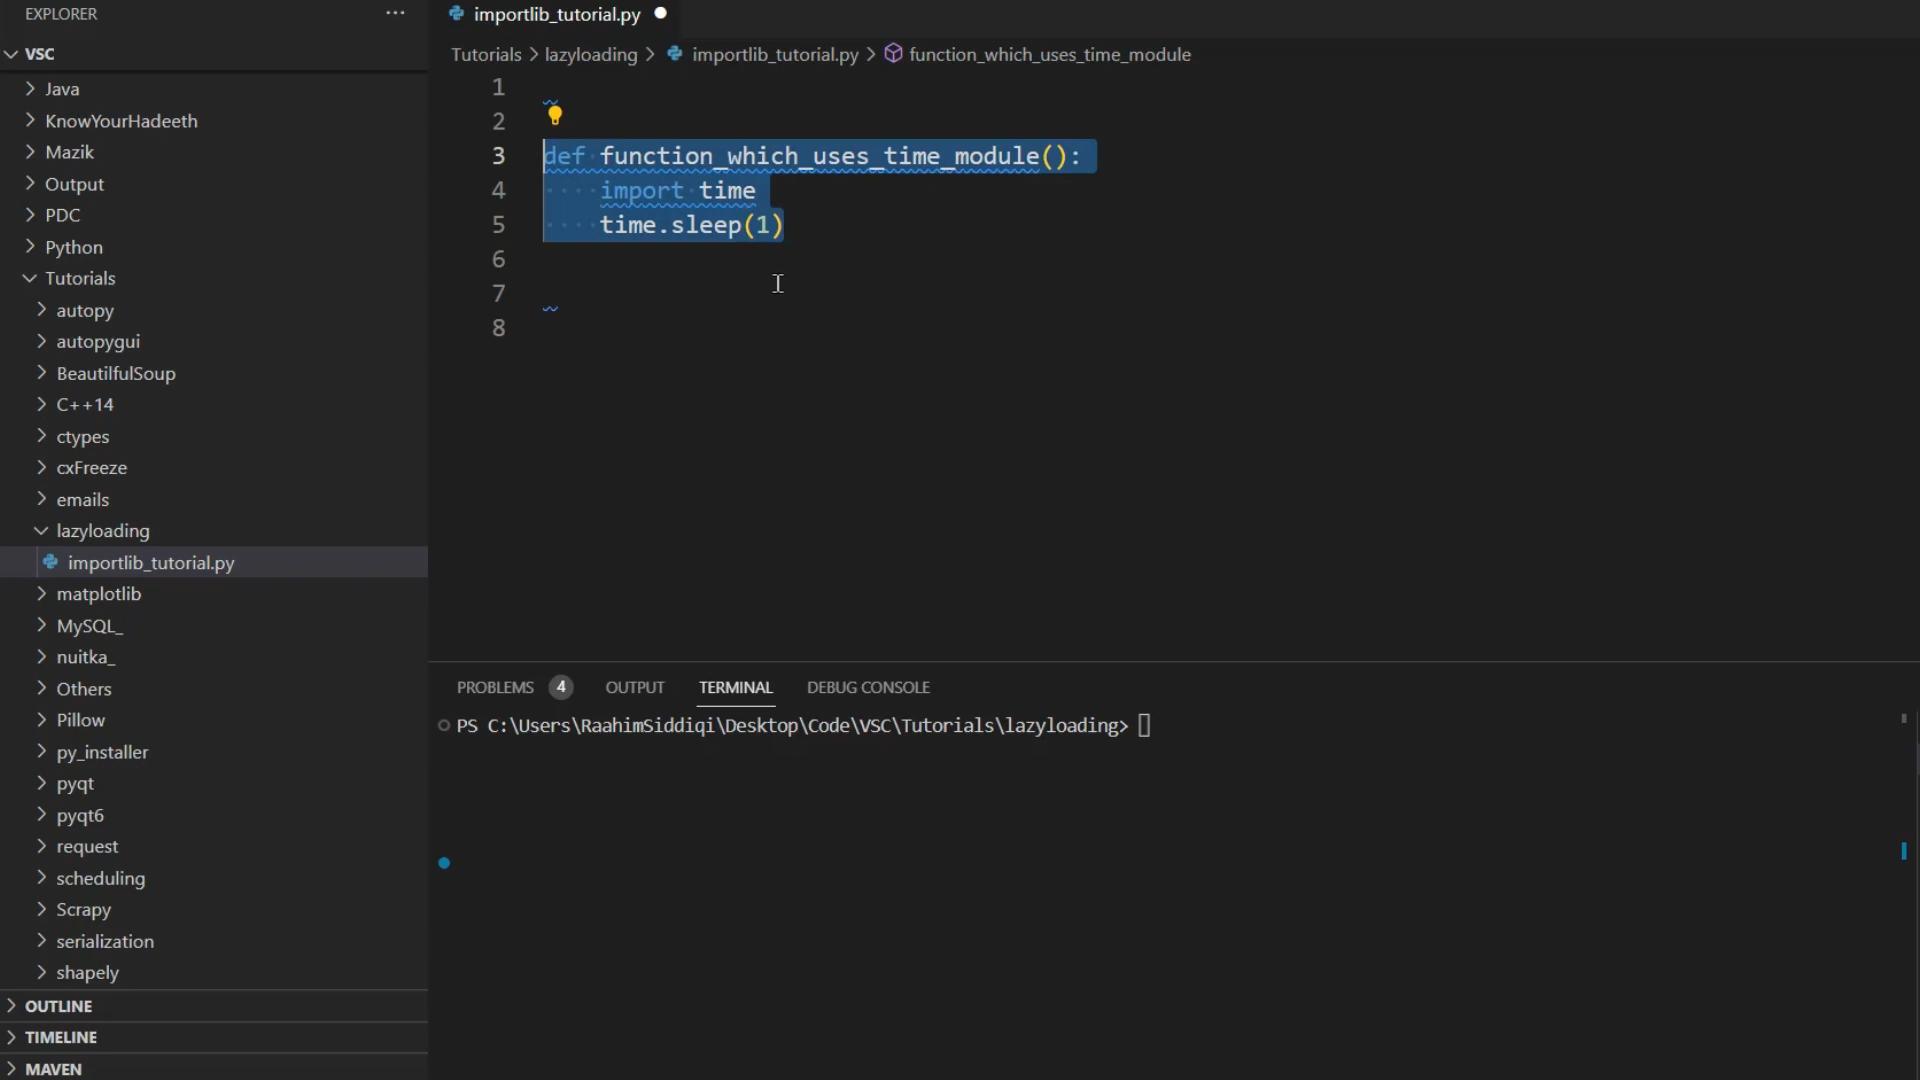 EXPLORER
VSC
Java
KnowYourHadeeth
Mazik
Output
PDC
Python
Tutorials
autopy
autopygui
BeautilfulSoup
C++14
ctypes
cxFreeze
emails
lazyloading
importlib_tutorial.py
matplotlib
MySQL_
nuitka_
Others
Pillow
py_installer
pyqt
pyqt6
request
scheduling
Scrapy
serialization
shapely
OUTLINE
TIMELINE
MAVEN
importlib_tutorial.py
Tutorials > lazyloading > importlib_tutorial.py > function_which_uses_time_module
1
2
3 def function_which_uses_time_module():
4 import time
5 time.sleep(1)
6
7
8
PROBLEMS 4 OUTPUT TERMINAL DEBUG CONSOLE
PS C:\Users\RaahimSiddiqi\Desktop\Code\VSC\Tutorials\lazyloading>